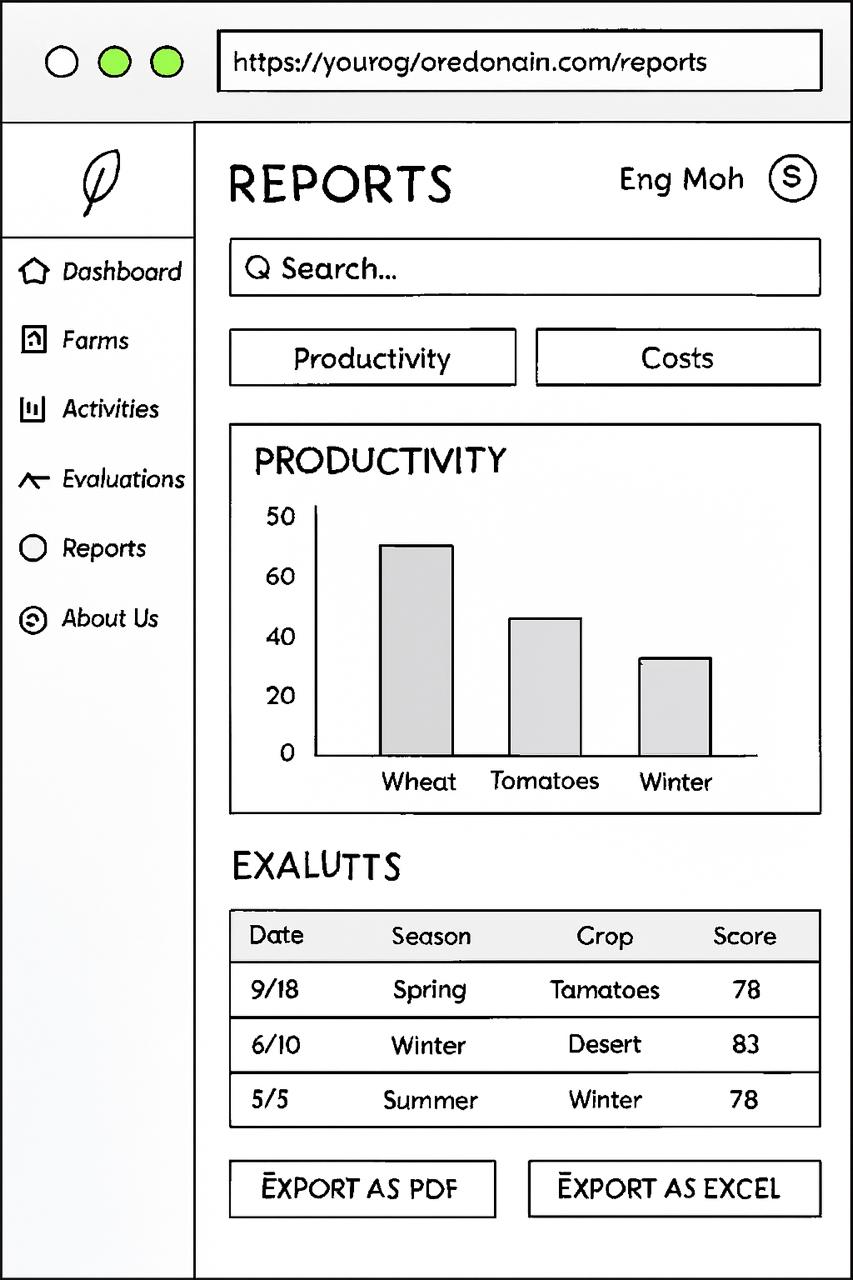 https://yourog/oredonain.com/reports
REPORTS
Eng Moh S
Dashboard
Farms
Activities
Evaluations
Reports
About Us
Search...
Productivity Costs
PRODUCTIVITY
50
60
40
20
0
Wheat Tomatoes Winter
EXALUTTS
Date Season Crop Score
9/18 Spring Tamatoes 78
6/10 Winter Desert 83
5/5 Summer Winter 78
EXPORT AS PDF EXPORT AS EXCEL